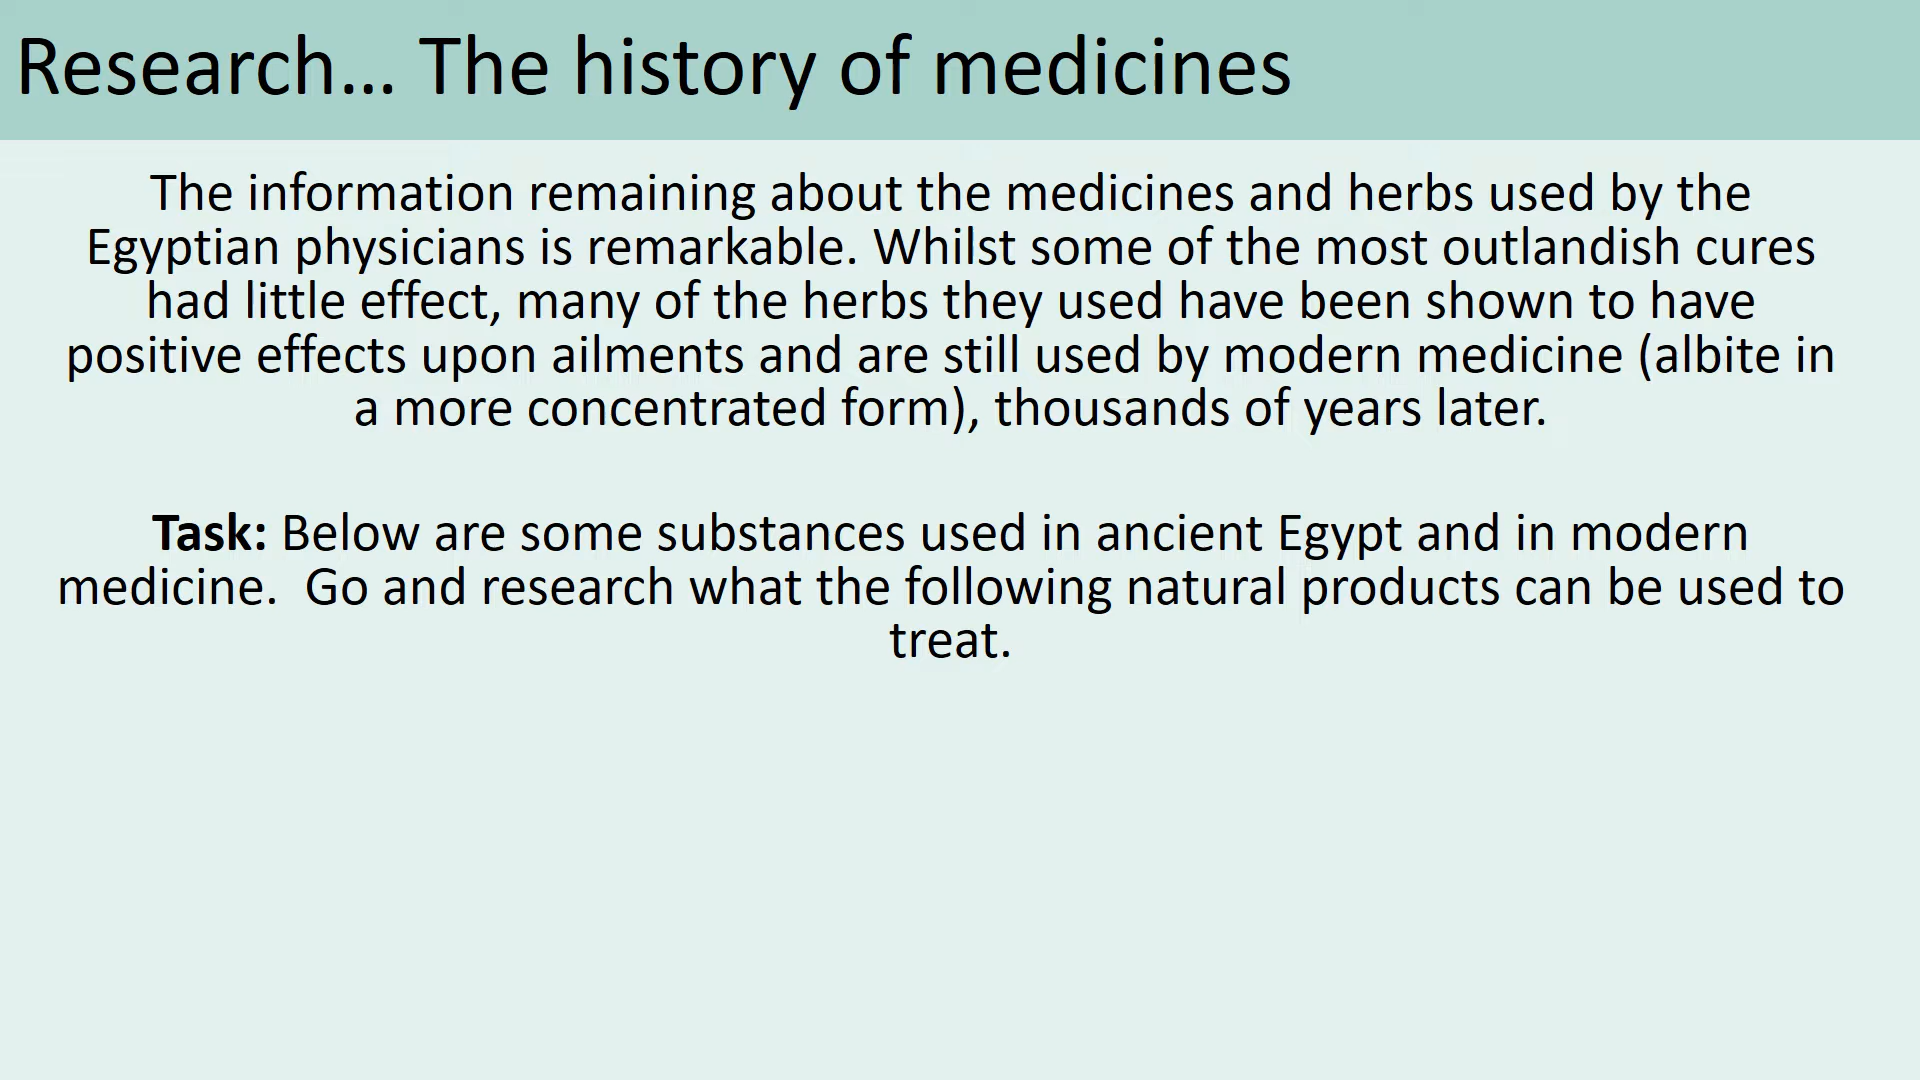 Research... The history of medicines
The information remaining about the medicines and herbs used by the
Egyptian physicians is remarkable. Whilst some of the most outlandish cures
had little effect, many of the herbs they used have been shown to have
positive effects upon ailments and are still used by modern medicine (albite in
a more concentrated form), thousands of years later.
Task: Below are some substances used in ancient Egypt and in modern
medicine.  Go and research what the following natural products can be used to
treat.